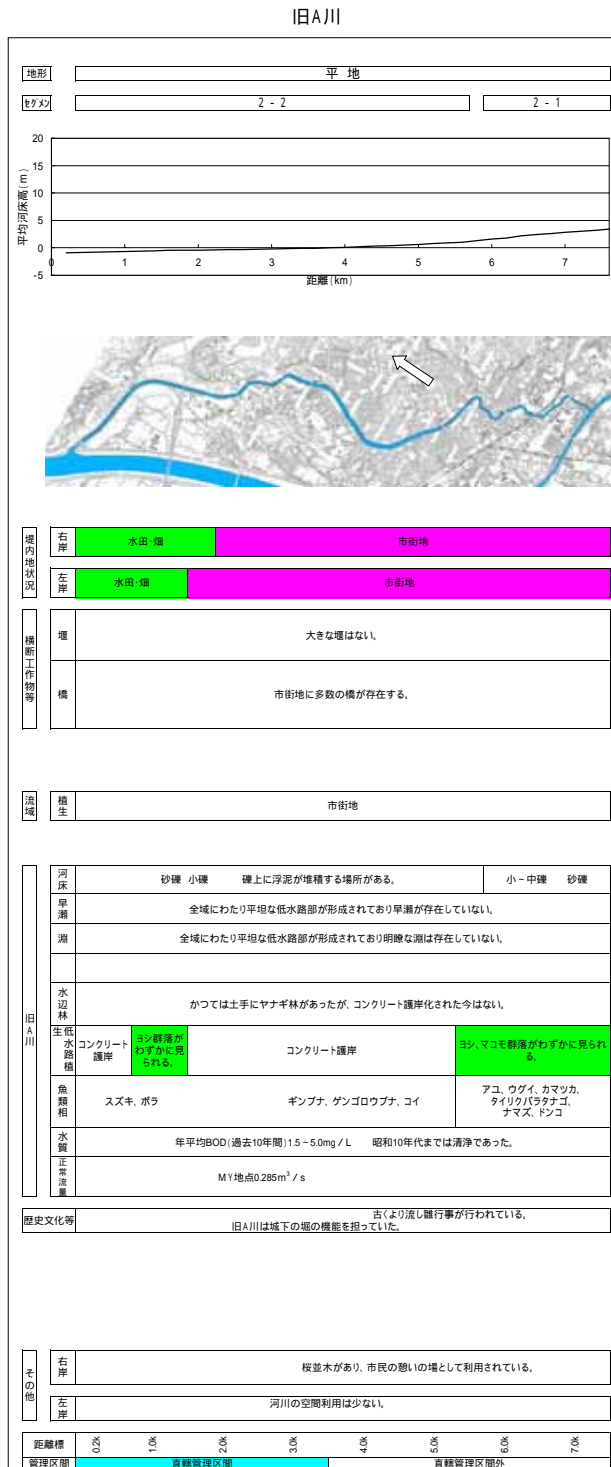 旧A川
地形
平 地
セグメン
2 - 2
2 - 1
平均河床高(m)
20
15
10
5
0
-5
0
1
2
3
4
5
6
7
距離(km)
堤内地状況
右岸
水田・畑
市街地
左岸
水田・畑
市街地
横断工作物等
堰
大きな堰はない。
橋
市街地に多数の橋が存在する。
流域
植生
市街地
旧A川
河床
砂礫 小礫 礫上に浮泥が堆積する場所がある。
小~中礫 砂礫
早瀬
全域にわたり平坦な低水路部が形成されており早瀬が存在していない。
淵
全域にわたり平坦な低水路部が形成されており明瞭な淵は存在していない。
水辺林
かつては土手にヤナギ林があったが、コンクリート護岸化された今はない。
低水路植生
コンクリート
護岸
ヨシ群落が
わずかに見
られる。
コンクリート護岸
ヨシ、マコモ群落がわずかに見られ
る。
魚類相
スズキ、ボラ
ギンブナ、ゲンゴロウブナ、コイ
アユ、ウグイ、カマツカ、
タイリクバラタナゴ、
ナマズ、ドンコ
水質
年平均BOD(過去10年間)1.5~5.0mg/L 昭和10年代までは清浄であった。
正常流量
MY地点0.285m³/s
歴史文化等
古くより流し雛行事が行われている。
旧A川は城下の堀の機能を担っていた。
その他
右岸
桜並木があり、市民の憩いの場として利用されている。
左岸
河川の空間利用は少ない。
距離標
0.2k
1.0k
2.0k
3.0k
4.0k
5.0k
6.0k
7.0k
管理区間
直轄管理区間
直轄管理区間外